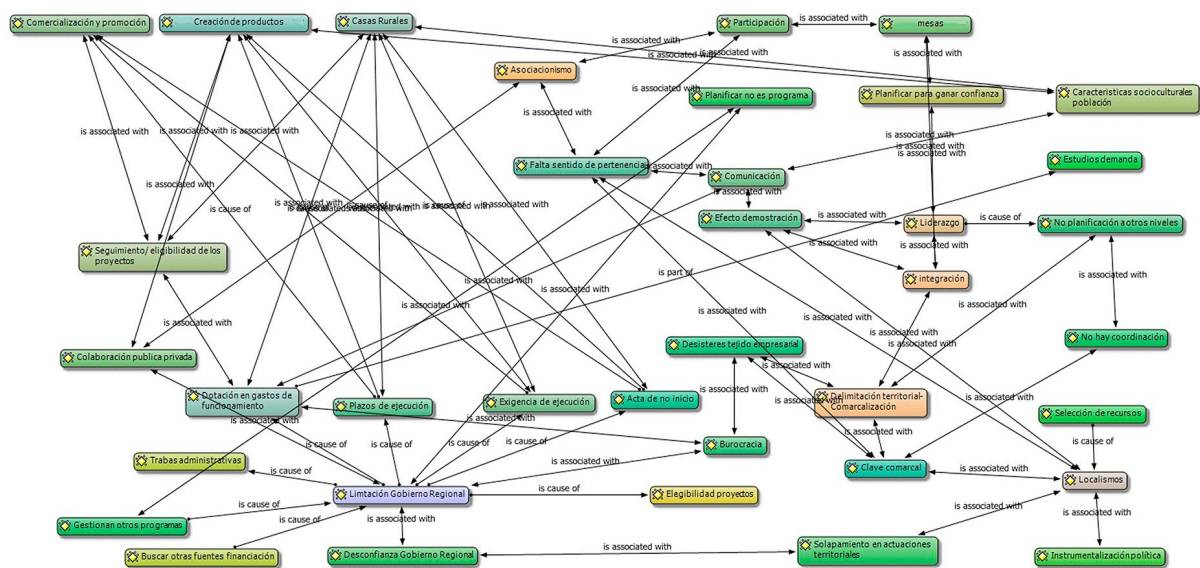 Comercialización y promoción
Creación de productos
Casas Rurales
Participación
is associated with
mesas
is associated with
is associated with
is associated with
Asociacionismo
Planificar no es programa
Planificar para ganar confianza
Caracteristicas socioculturales
población
is associated with
is associated with
is associated with
is associated with
is associated with
is associated with
Estudios demanda
Falta sentido de pertenencia
is associated with
Comunicación
is associated with
is associated with
is associated with
is cause of
Efecto demostración
is associated with
Liderazgo
is cause of
No planificación a otros niveles
is cause of
Seguimiento/ eligibilidad de los
proyectos
is associated with
is associated with
is part of
integración
is associated with
is associated with
is associated with
is associated with
is associated with
is associated with
is associated with
Desisteres tejido empresarial
No hay coordinación
Colaboración publica privada
is associated with
is associated with
Dotación en gastos de
funcionamiento
Plazos de ejecución
Exigencia de ejecución
Acta de no inicio
Delimitación territorial-
Comarcalización
Selección de recursos
is associated with
is cause of
is cause of
is cause of
Burocracia
is cause of
Trabas administrativas
is cause of
is associated with
Clave comarcal
is associated with
Localismos
Limtación Gobierno Regional
is cause of
Elegibilidad proyectos
is cause of
is associated with
is associated with
Gestionan otros programas
is cause of
is associated with
Buscar otras fuentes financiación
Desconfianza Gobierno Regional
is associated with
Solapamiento en actuaciones
territoriales
Instrumentalización política